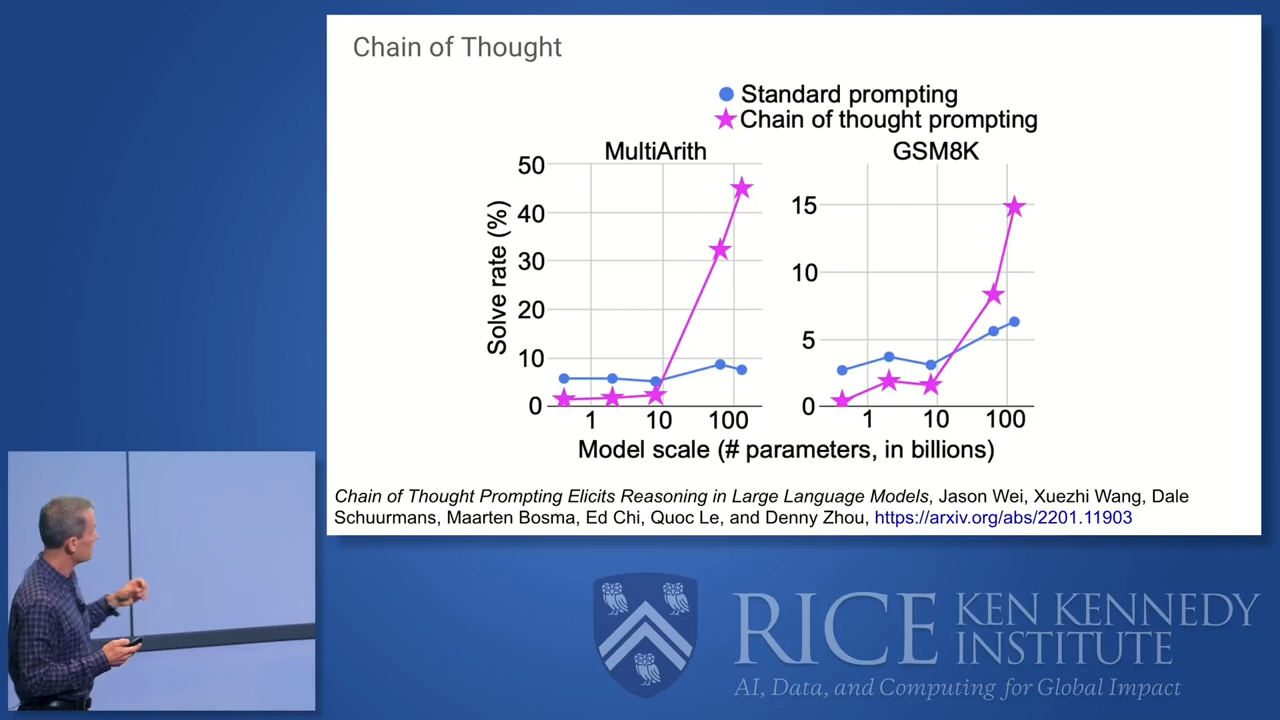 Chain of Thought
Standard prompting
Chain of thought prompting
MultiArith
GSM8K
Solve rate (%)
50
40
30
20
10
0
1
10
100
15
10
5
0
1
10
100
Model scale (# parameters, in billions)
Chain of Thought Prompting Elicits Reasoning in Large Language Models, Jason Wei, Xuezhi Wang, Dale
Schuurmans, Maarten Bosma, Ed Chi, Quoc Le, and Denny Zhou, https://arxiv.org/abs/2201.11903
RICE
KEN KENNEDY
INSTITUTE
AI, Data, and Computing for Global Impact